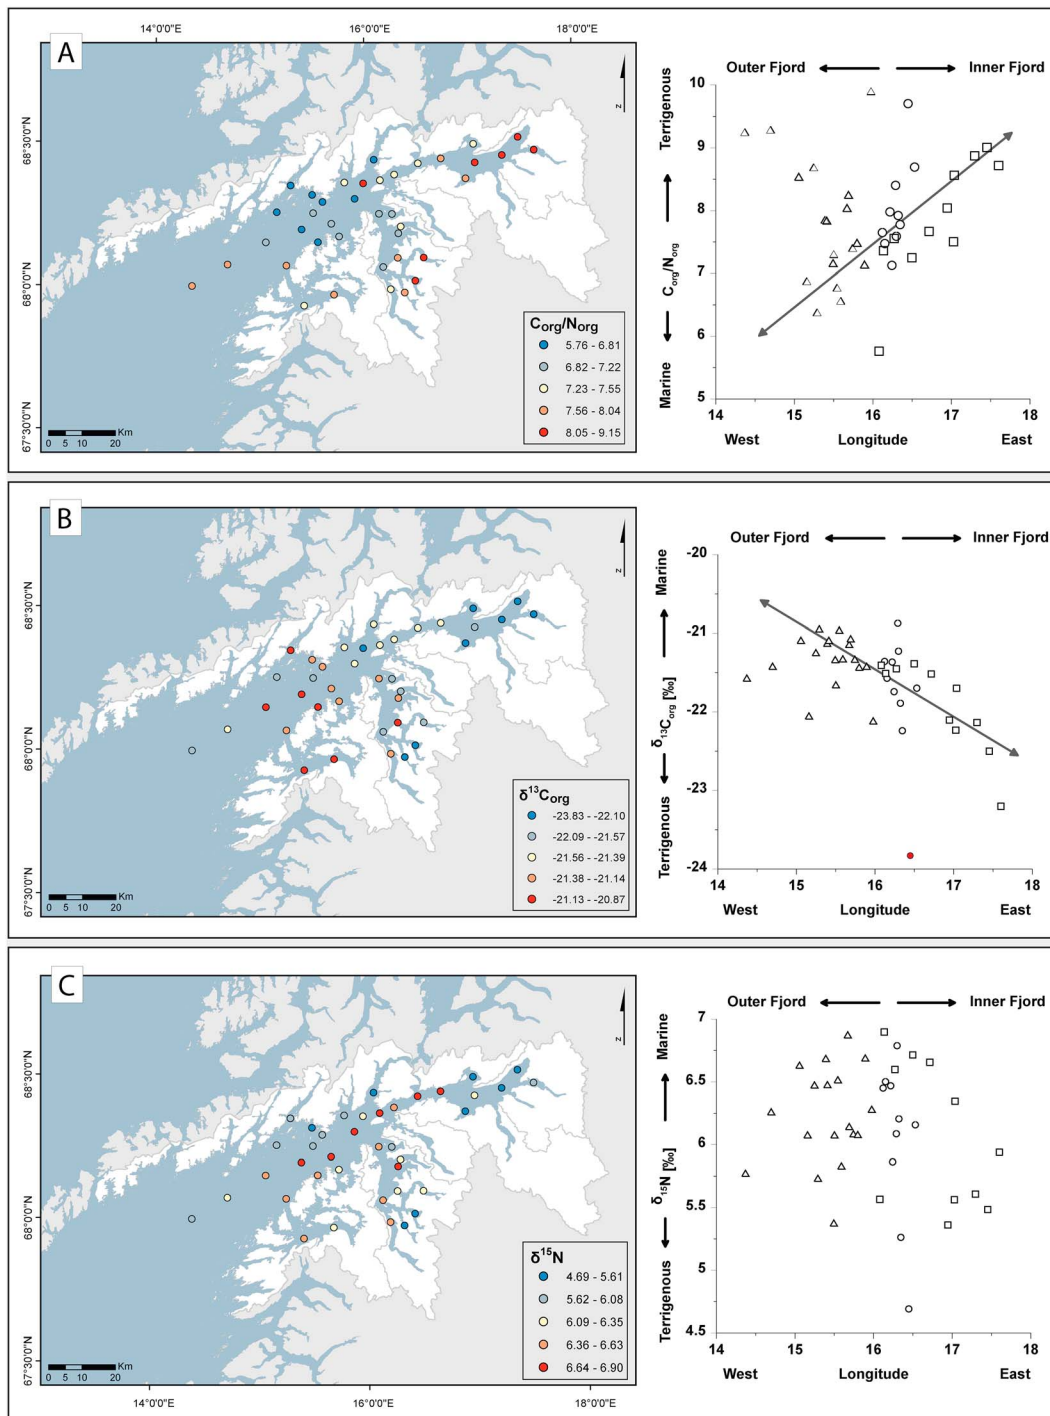 14°0'0"E 16°0'0"E 18°0'0"E
A
68°30'0"N
68°0'0"N
67°30'0"N
N
Km
0 5 10 20
Corg/Norg
5.76 - 6.81
6.82 - 7.22
7.23 - 7.55
7.56 - 8.04
8.05 - 9.15
Outer Fjord Inner Fjord
Terrigenous
Corg/Norg
Marine
10
9
8
7
6
5
14 15 16 17 18
West Longitude East
B
68°30'0"N
68°0'0"N
67°30'0"N
N
Km
0 5 10 20
δ13Corg
-23.83 - -22.10
-22.09 - -21.57
-21.56 - -21.39
-21.38 - -21.14
-21.13 - -20.87
Outer Fjord Inner Fjord
Marine
δ13Corg [‰]
Terrigenous
-20
-21
-22
-23
-24
14 15 16 17 18
West Longitude East
C
68°30'0"N
68°0'0"N
67°30'0"N
N
Km
0 5 10 20
δ15N
4.69 - 5.61
5.62 - 6.08
6.09 - 6.35
6.36 - 6.63
6.64 - 6.90
14°0'0"E 16°0'0"E 18°0'0"E
Outer Fjord Inner Fjord
Marine
δ15N [‰]
Terrigenous
7
6.5
6
5.5
5
4.5
14 15 16 17 18
West Longitude East